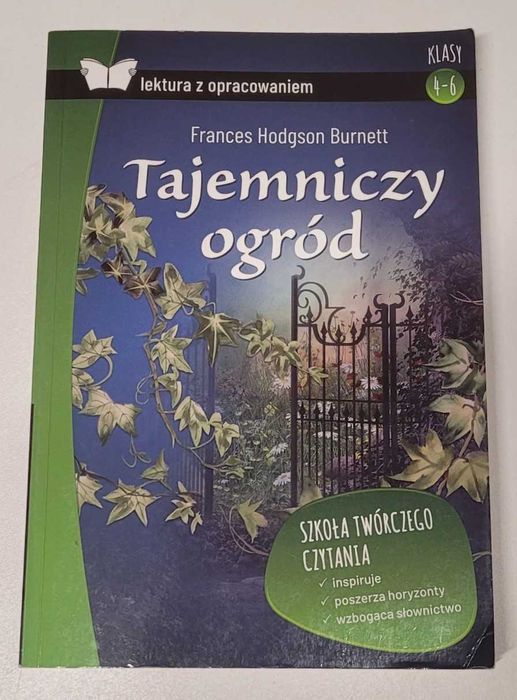 KLASY
4-6
lektura z opracowaniem
Frances Hodgson Burnett
Tajemniczy
ogród
SZKOŁA TWÓRCZEGO
CZYTANIA
✓ inspiruje
✓ poszerza horyzonty
✓ wzbogaca słownictwo